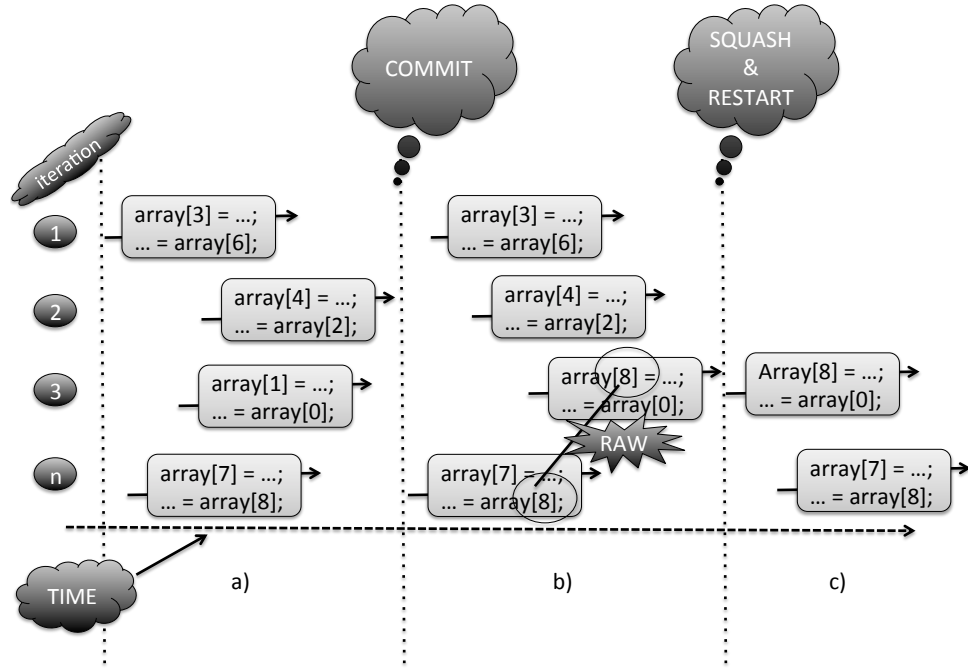 COMMIT
SQUASH
&
RESTART
iteration
1
array[3] = ...;
... = array[6];
array[3] = ...;
... = array[6];
2
array[4] = ...;
... = array[2];
array[4] = ...;
... = array[2];
3
array[1] = ...;
... = array[0];
array[8] = ...;
... = array[0];
Array[8] = ...;
... = array[0];
RAW
n
array[7] = ...;
... = array[8];
array[7] = ...;
... = array[8];
array[7] = ...;
... = array[8];
TIME
a)
b)
c)